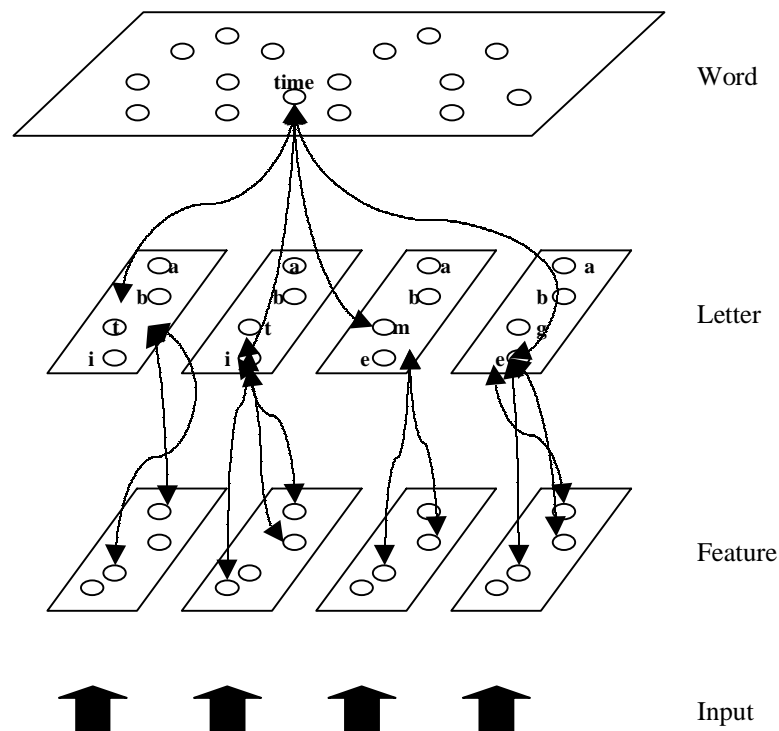 time
Word
a a a a
b b b b
Letter
t t m g
i i e e
Feature
Input